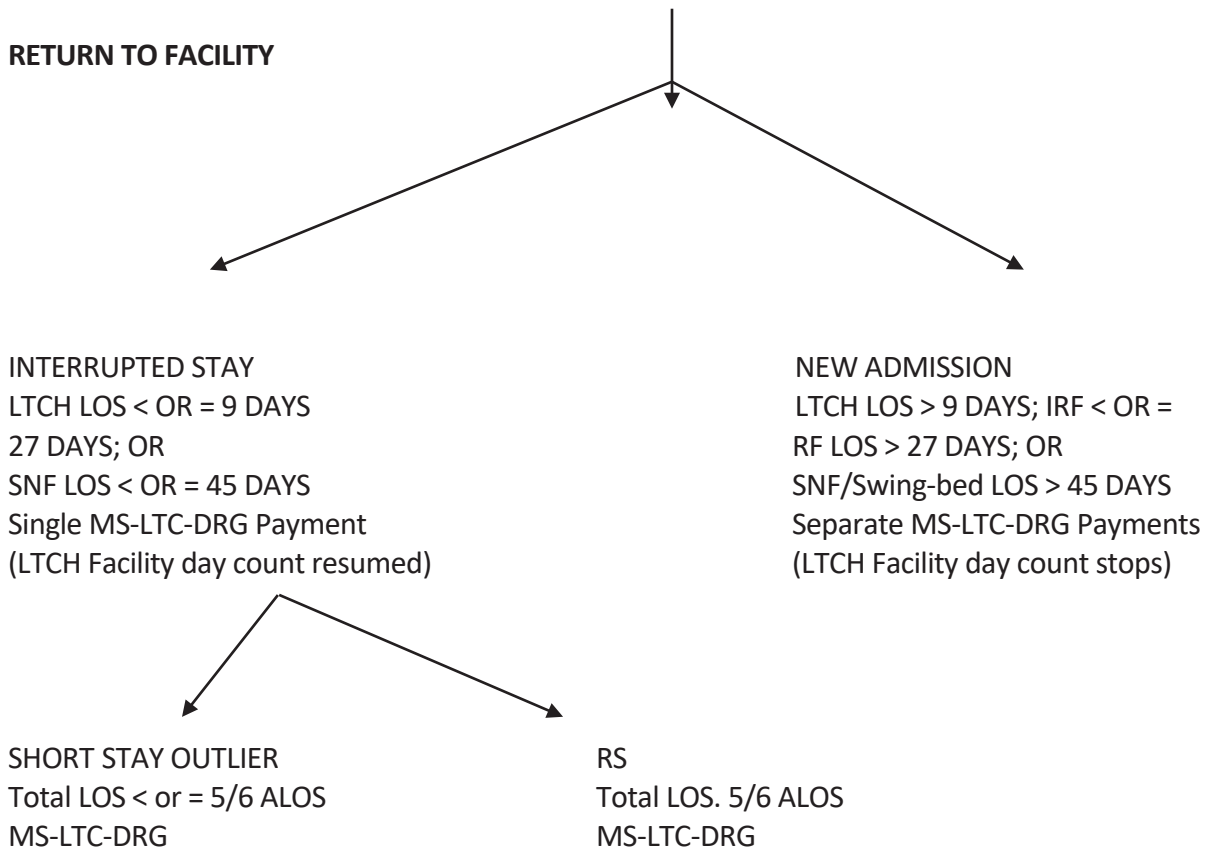 RETURN TO FACILITY
INTERRUPTED STAY
LTCH LOS < OR = 9 DAYS
27 DAYS; OR
SNF LOS < OR = 45 DAYS
Single MS-LTC-DRG Payment
(LTCH Facility day count resumed)
NEW ADMISSION
LTCH LOS > 9 DAYS; IRF < OR =
RF LOS > 27 DAYS; OR
SNF/Swing-bed LOS > 45 DAYS
Separate MS-LTC-DRG Payments
(LTCH Facility day count stops)
SHORT STAY OUTLIER
Total LOS < or = 5/6 ALOS
MS-LTC-DRG
RS
Total LOS. 5/6 ALOS
MS-LTC-DRG